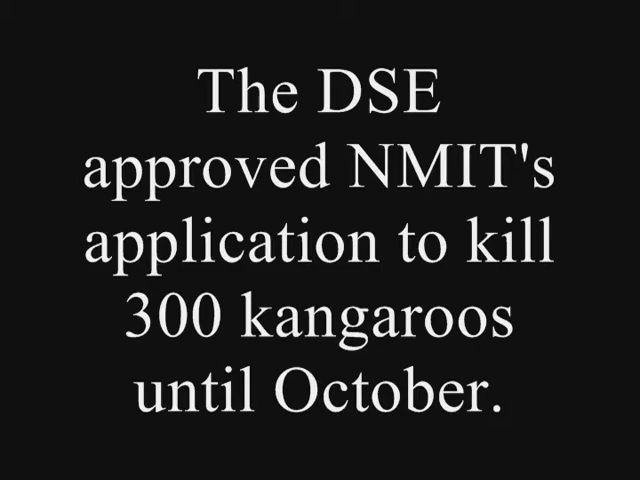 The DSE
approved NMIT's
application to kill
300 kangaroos
until October.